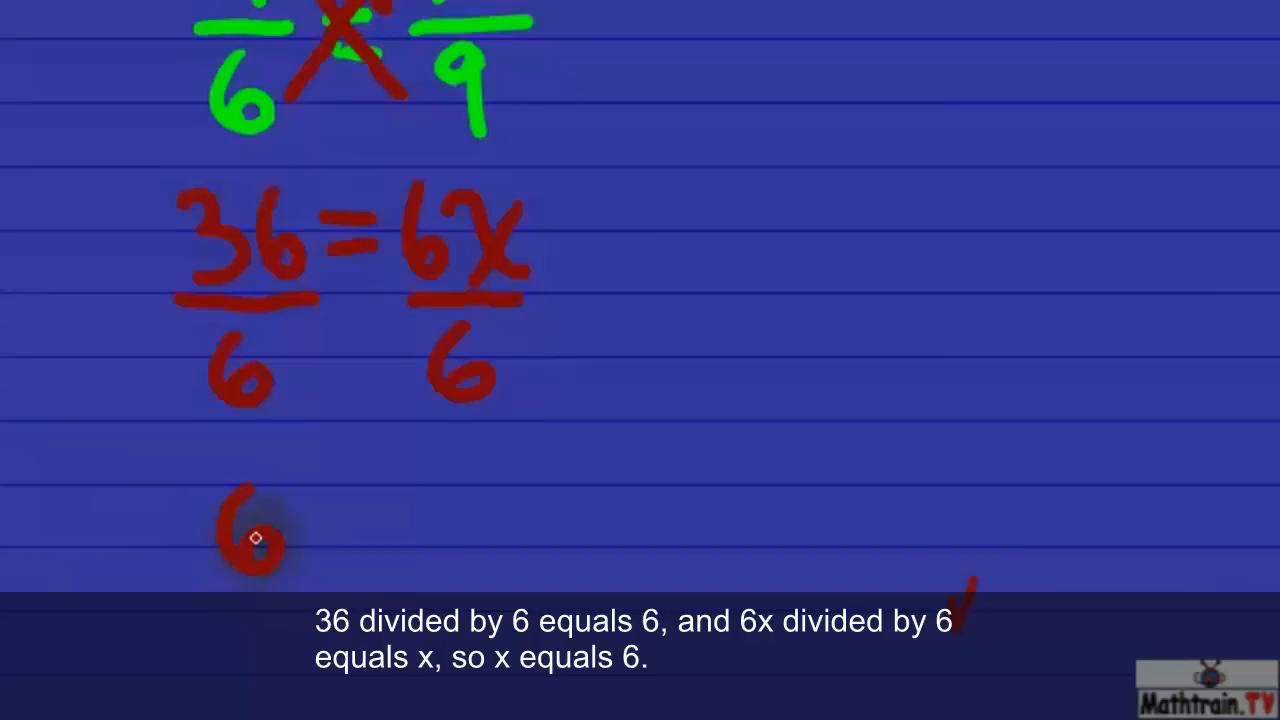 6 = 9
36 = 6x
6 6
6
36 divided by 6 equals 6, and 6x divided by 6
equals x, so x equals 6.
Mathtrain.TV